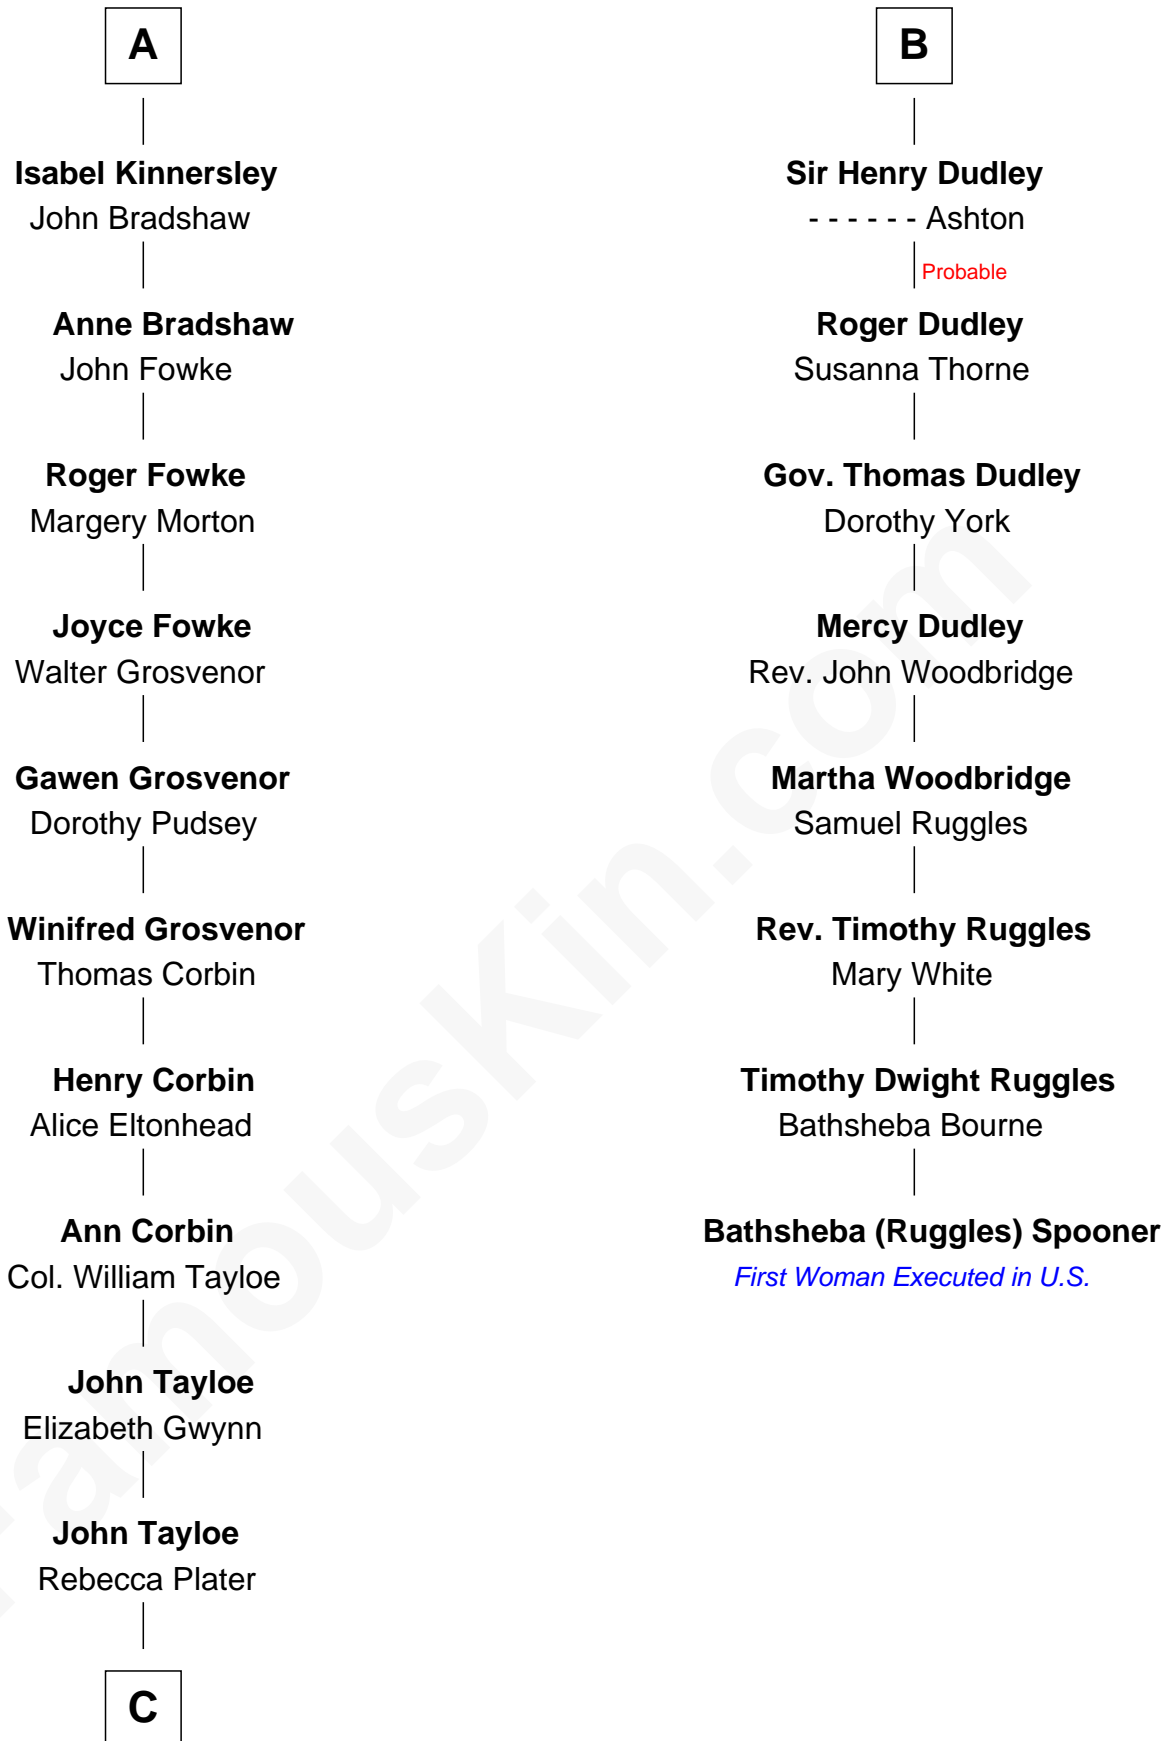 A
Isabel Kinnersley
John Bradshaw
Anne Bradshaw
John Fowke
Roger Fowke
Margery Morton
Joyce Fowke
Walter Grosvenor
Gawen Grosvenor
Dorothy Pudsey
Winifred Grosvenor
Thomas Corbin
Henry Corbin
Alice Eltonhead
Ann Corbin
Col. William Tayloe
John Tayloe
Elizabeth Gwynn
John Tayloe
Rebecca Plater
C
B
Sir Henry Dudley
- - - - - - Ashton
Probable
Roger Dudley
Susanna Thorne
Gov. Thomas Dudley
Dorothy York
Mercy Dudley
Rev. John Woodbridge
Martha Woodbridge
Samuel Ruggles
Rev. Timothy Ruggles
Mary White
Timothy Dwight Ruggles
Bathsheba Bourne
Bathsheba (Ruggles) Spooner
First Woman Executed in U.S.
FamousKin.com